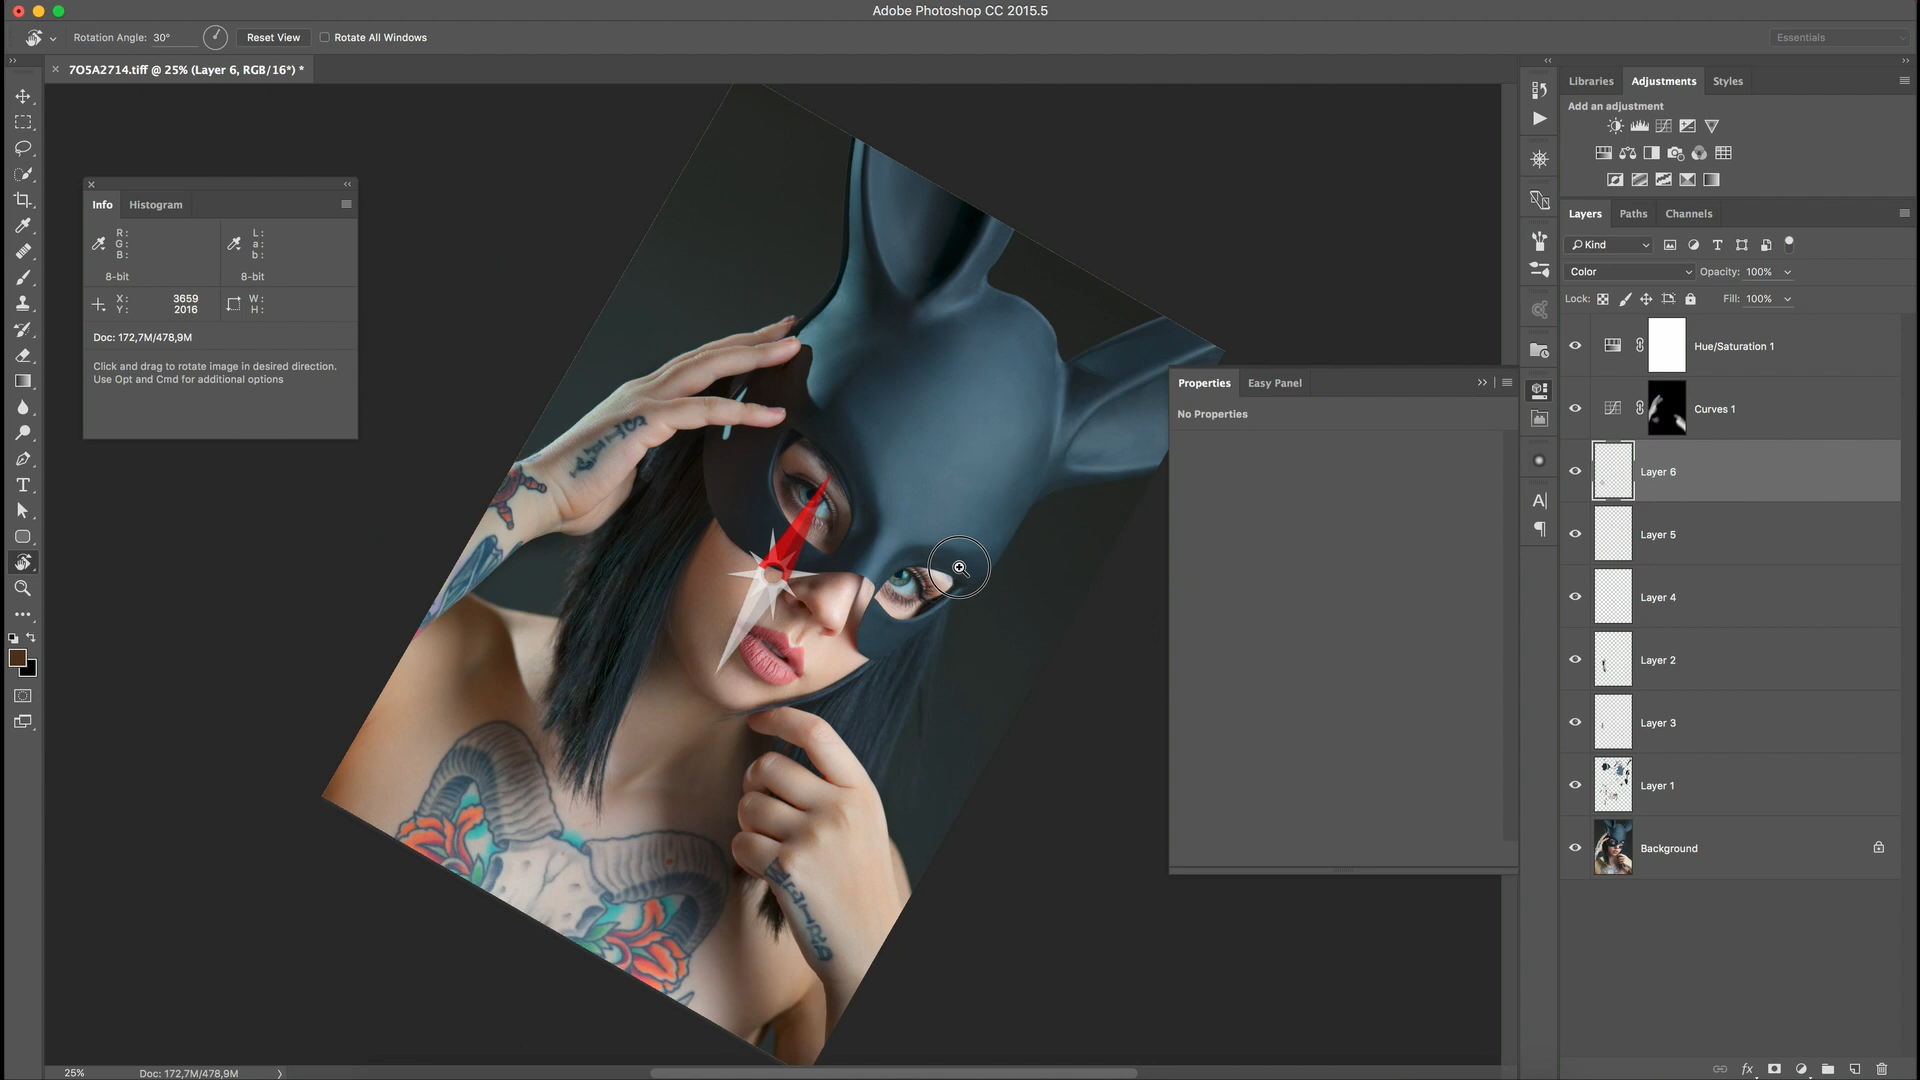 Adobe Photoshop CC 2015.5
Rotation Angle: 30°
Reset View
Rotate All Windows
Essentials
7O5A2714.tiff @ 25% (Layer 6, RGB/16*) *
Info
Histogram
R:
G:
B:
8-bit
L:
a:
b:
8-bit
X: 3659
Y: 2016
W:
H:
Doc: 172,7M/478,9M
Click and drag to rotate image in desired direction.
Use Opt and Cmd for additional options
Properties
Easy Panel
No Properties
Libraries
Adjustments
Styles
Add an adjustment
Layers
Paths
Channels
Kind
Color
Opacity: 100%
Lock:
Fill: 100%
Hue/Saturation 1
Curves 1
Layer 6
Layer 5
Layer 4
Layer 2
Layer 3
Layer 1
Background
fx
25%
Doc: 172,7M/478,9M